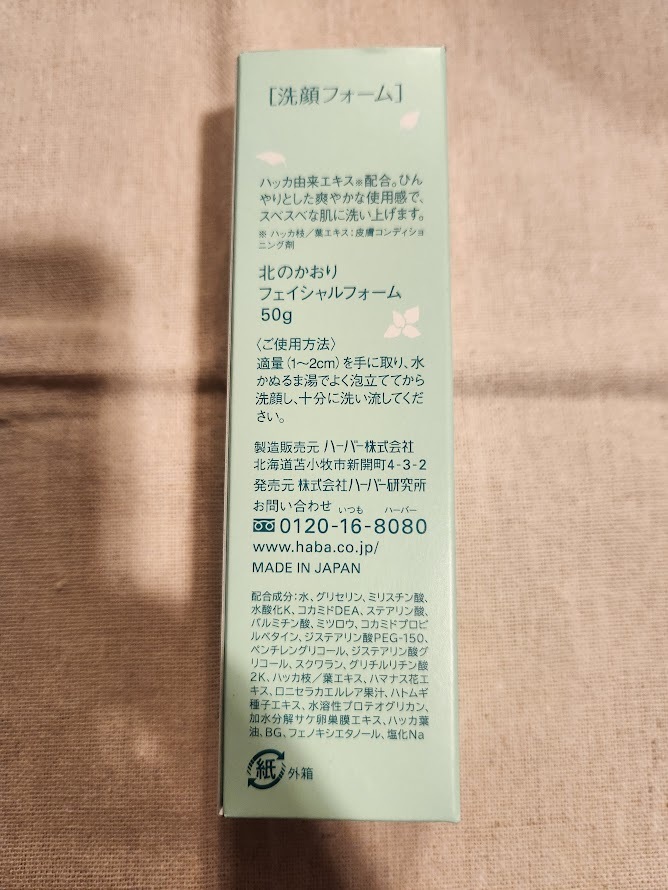 [洗顔フォーム]
ハッカ由来エキス※配合。ひん
やりとした爽やかな使用感で、
スベスベな肌に洗い上げます。
※ ハッカ枝/葉エキス:皮膚コンディショ
ニング剤
北のかおり
フェイシャルフォーム
50g
〈ご使用方法〉
適量(1〜2cm)を手に取り、水
かぬるま湯でよく泡立ててから
洗顔し、十分に洗い流してくだ
さい。
製造販売元 ハーバー株式会社
北海道苫小牧市新開町4-3-2
発売元 株式会社ハーバー研究所
お問い合わせ いつも ハーバー
0120-16-8080
www.haba.co.jp/
MADE IN JAPAN
配合成分:水、グリセリン、ミリスチン酸、
水酸化K、コカミドDEA、ステアリン酸、
パルミチン酸、ミツロウ、コカミドプロピ
ルベタイン、ジステアリン酸PEG-150、
ペンチレングリコール、ジステアリン酸グ
リコール、スクワラン、グリチルリチン酸
2K、ハッカ枝/葉エキス、ハマナス花エ
キス、ロニセラカエルレア果汁、ハトムギ
種子エキス、水溶性プロテオグリカン、
加水分解サケ卵巣膜エキス、ハッカ葉
油、BG、フェノキシエタノール、塩化Na
紙 外箱